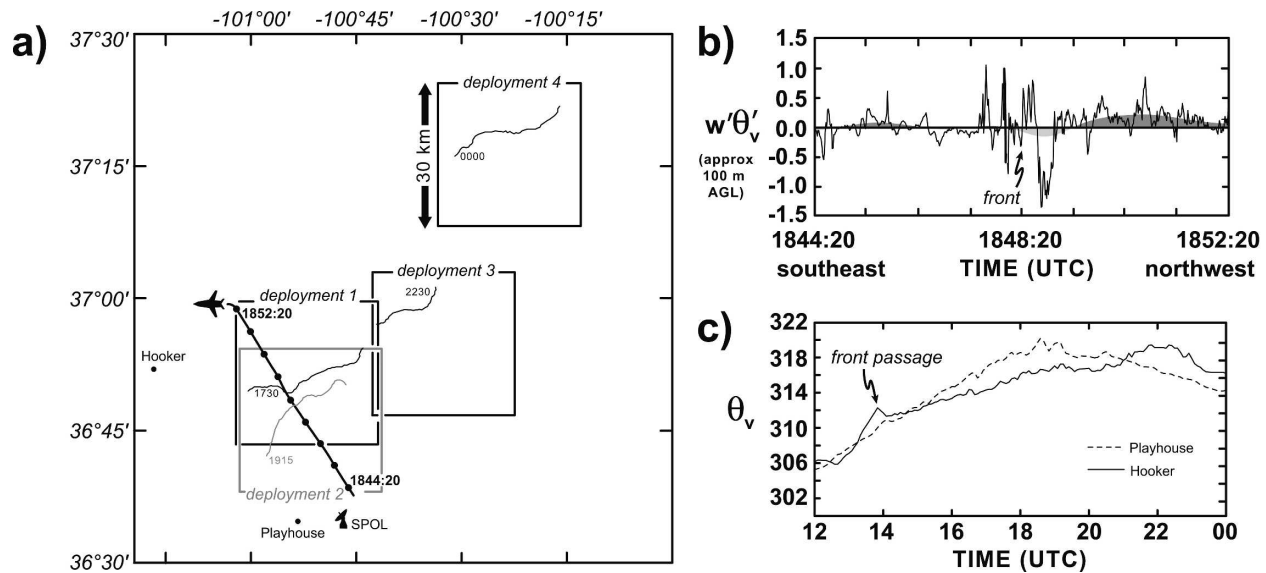 a)
-101°00' -100°45' -100°30' -100°15'
37°30'
37°15'
37°00'
36°45'
36°30'
deployment 4
30 km
0000
deployment 3
2230
deployment 1
1852:20
Hooker
1730
1915
deployment 2
1844:20
Playhouse
SPOL
b)
1.5
1.0
0.5
0.0
-0.5
-1.0
-1.5
w'θv'
(approx
100 m
AGL)
front
1844:20 1848:20 1852:20
southeast TIME (UTC) northwest
c)
322
318
314
310
306
302
θv
front passage
Playhouse
Hooker
12 14 16 18 20 22 00
TIME (UTC)